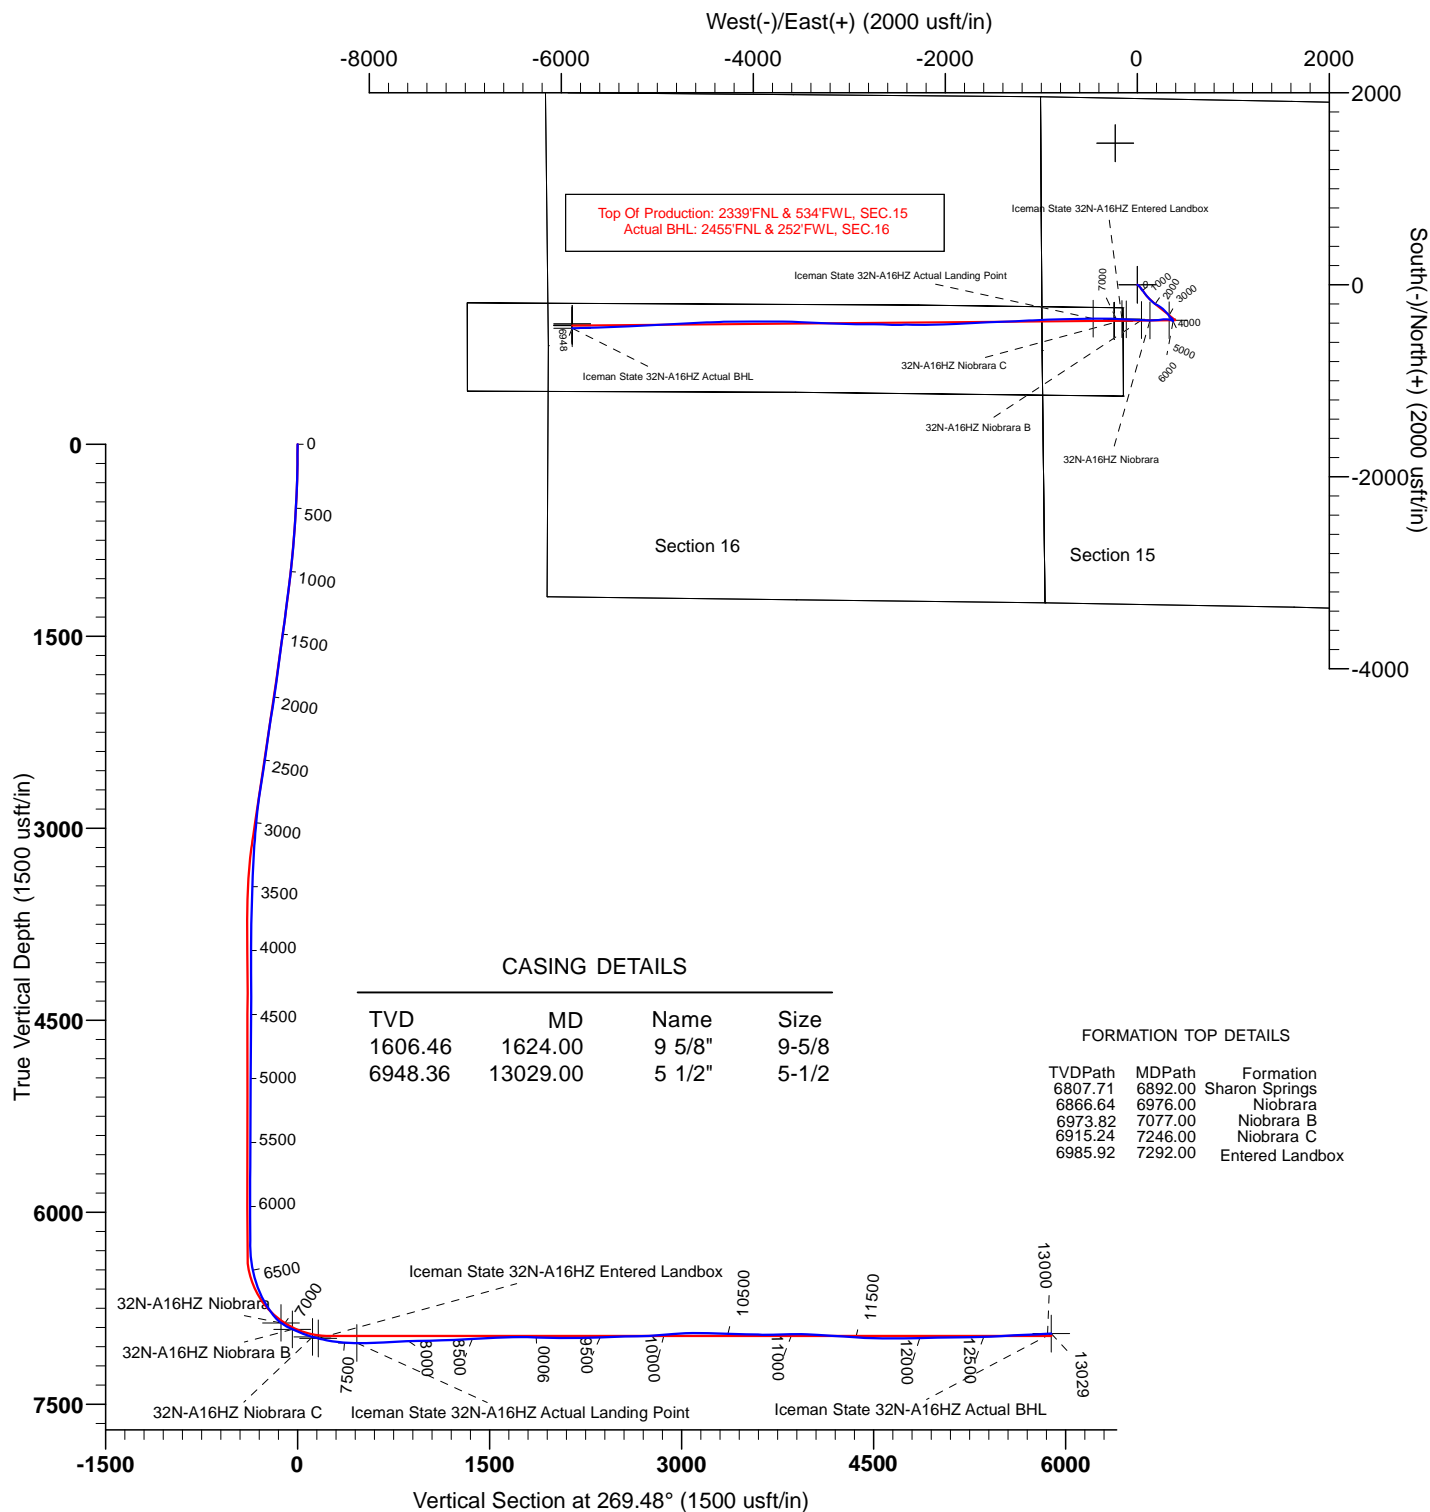 West(-)/East(+) (2000 usft/in)
-8000 -6000 -4000 -2000 0 2000
2000
0
-2000
-4000
South(-)/North(+) (2000 usft/in)
Top Of Production: 2339'FNL & 534'FWL, SEC.15
Actual BHL: 2455'FNL & 252'FWL, SEC.16
Iceman State 32N-A16HZ Entered Landbox
Iceman State 32N-A16HZ Actual Landing Point
7000
0
1000
2000
3000
4000
5000
6000
6948
32N-A16HZ Niobrara C
Iceman State 32N-A16HZ Actual BHL
32N-A16HZ Niobrara B
32N-A16HZ Niobrara
Section 16
Section 15
True Vertical Depth (1500 usft/in)
0
1500
3000
4500
6000
7500
0
500
1000
1500
2000
2500
3000
3500
4000
4500
5000
5500
6000
6500
7000
7500
8000
8500
9000
9500
10000
10500
11000
11500
12000
12500
13000
13029
CASING DETAILS
TVD MD Name Size
1606.46 1624.00 9 5/8" 9-5/8
6948.36 13029.00 5 1/2" 5-1/2
FORMATION TOP DETAILS
TVDPath MDPath Formation
6807.71 6892.00 Sharon Springs
6866.64 6976.00 Niobrara
6973.82 7077.00 Niobrara B
6915.24 7246.00 Niobrara C
6985.92 7292.00 Entered Landbox
Iceman State 32N-A16HZ Entered Landbox
32N-A16HZ Niobrara
32N-A16HZ Niobrara B
32N-A16HZ Niobrara C
Iceman State 32N-A16HZ Actual Landing Point
Iceman State 32N-A16HZ Actual BHL
-1500 0 1500 3000 4500 6000
Vertical Section at 269.48° (1500 usft/in)